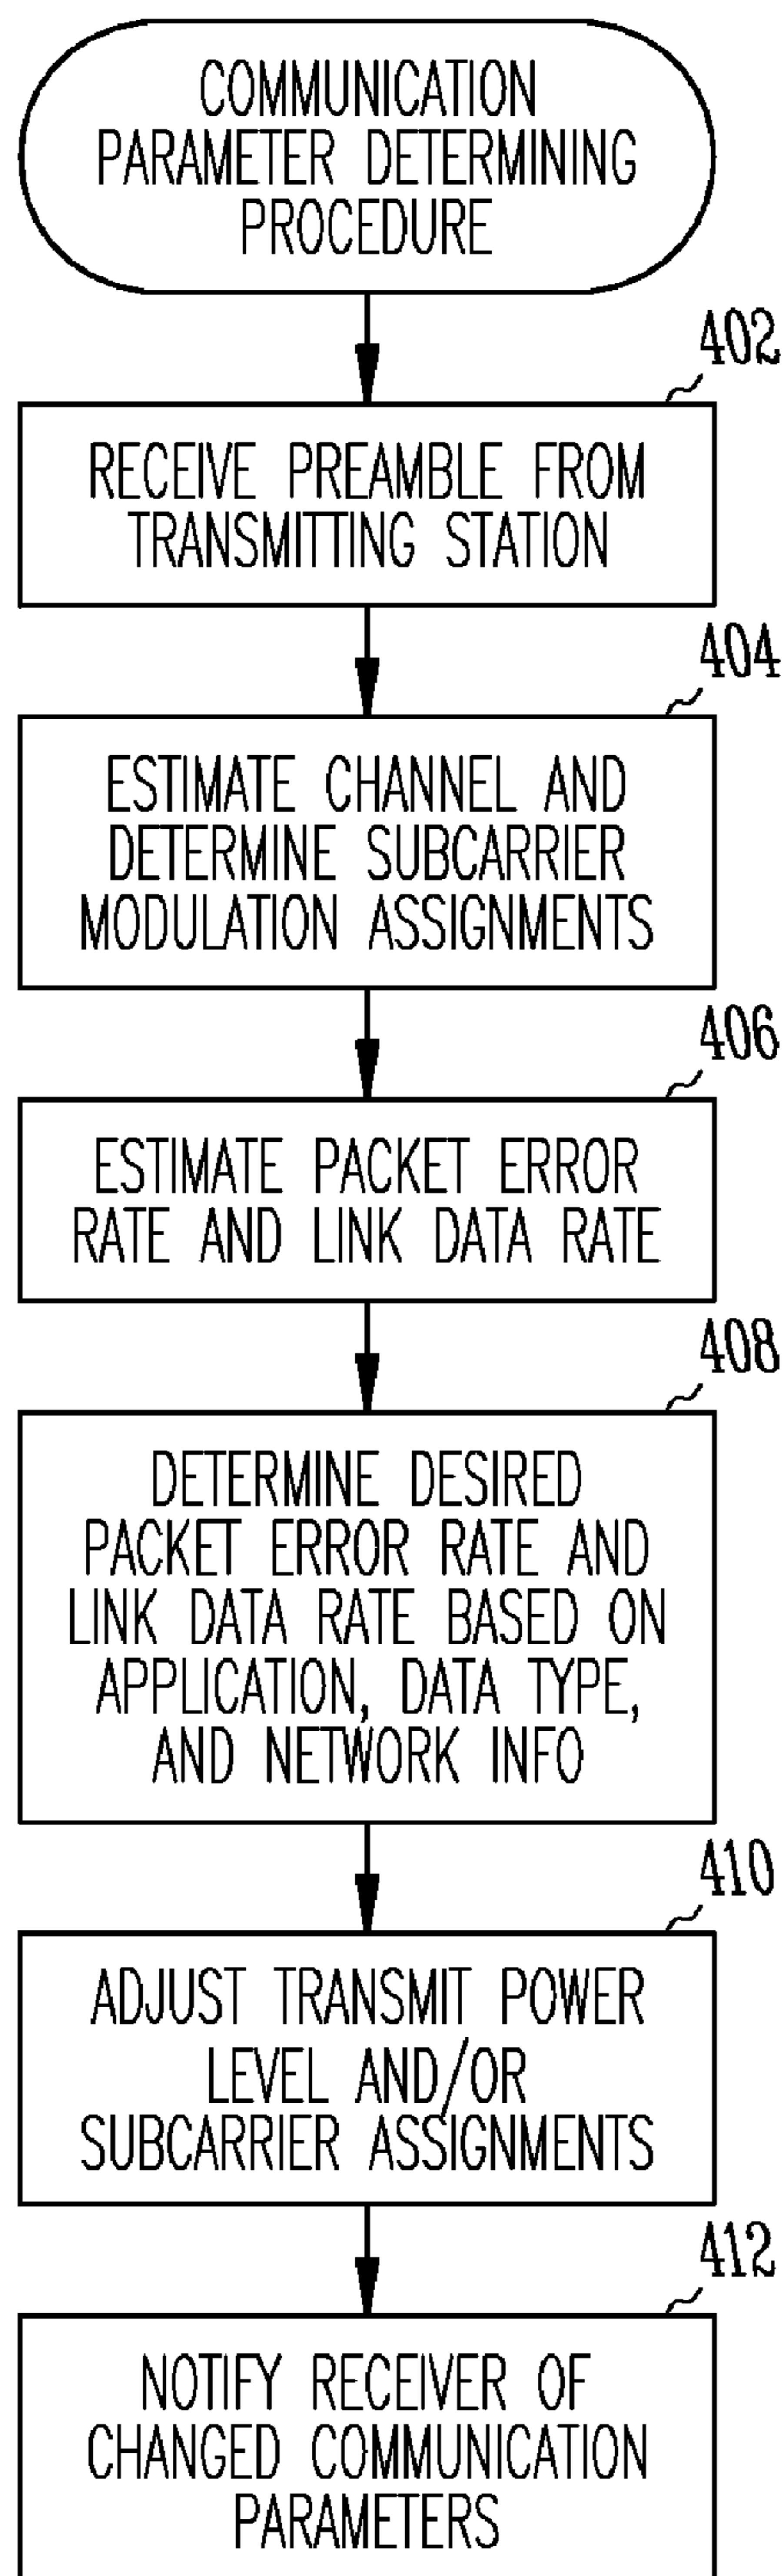 COMMUNICATION
PARAMETER DETERMINING
PROCEDURE
402
RECEIVE PREAMBLE FROM
TRANSMITTING STATION
404
ESTIMATE CHANNEL AND
DETERMINE SUBCARRIER
MODULATION ASSIGNMENTS
406
ESTIMATE PACKET ERROR
RATE AND LINK DATA RATE
408
DETERMINE DESIRED
PACKET ERROR RATE AND
LINK DATA RATE BASED ON
APPLICATION, DATA TYPE,
AND NETWORK INFO
410
ADJUST TRANSMIT POWER
LEVEL AND/OR
SUBCARRIER ASSIGNMENTS
412
NOTIFY RECEIVER OF
CHANGED COMMUNICATION
PARAMETERS